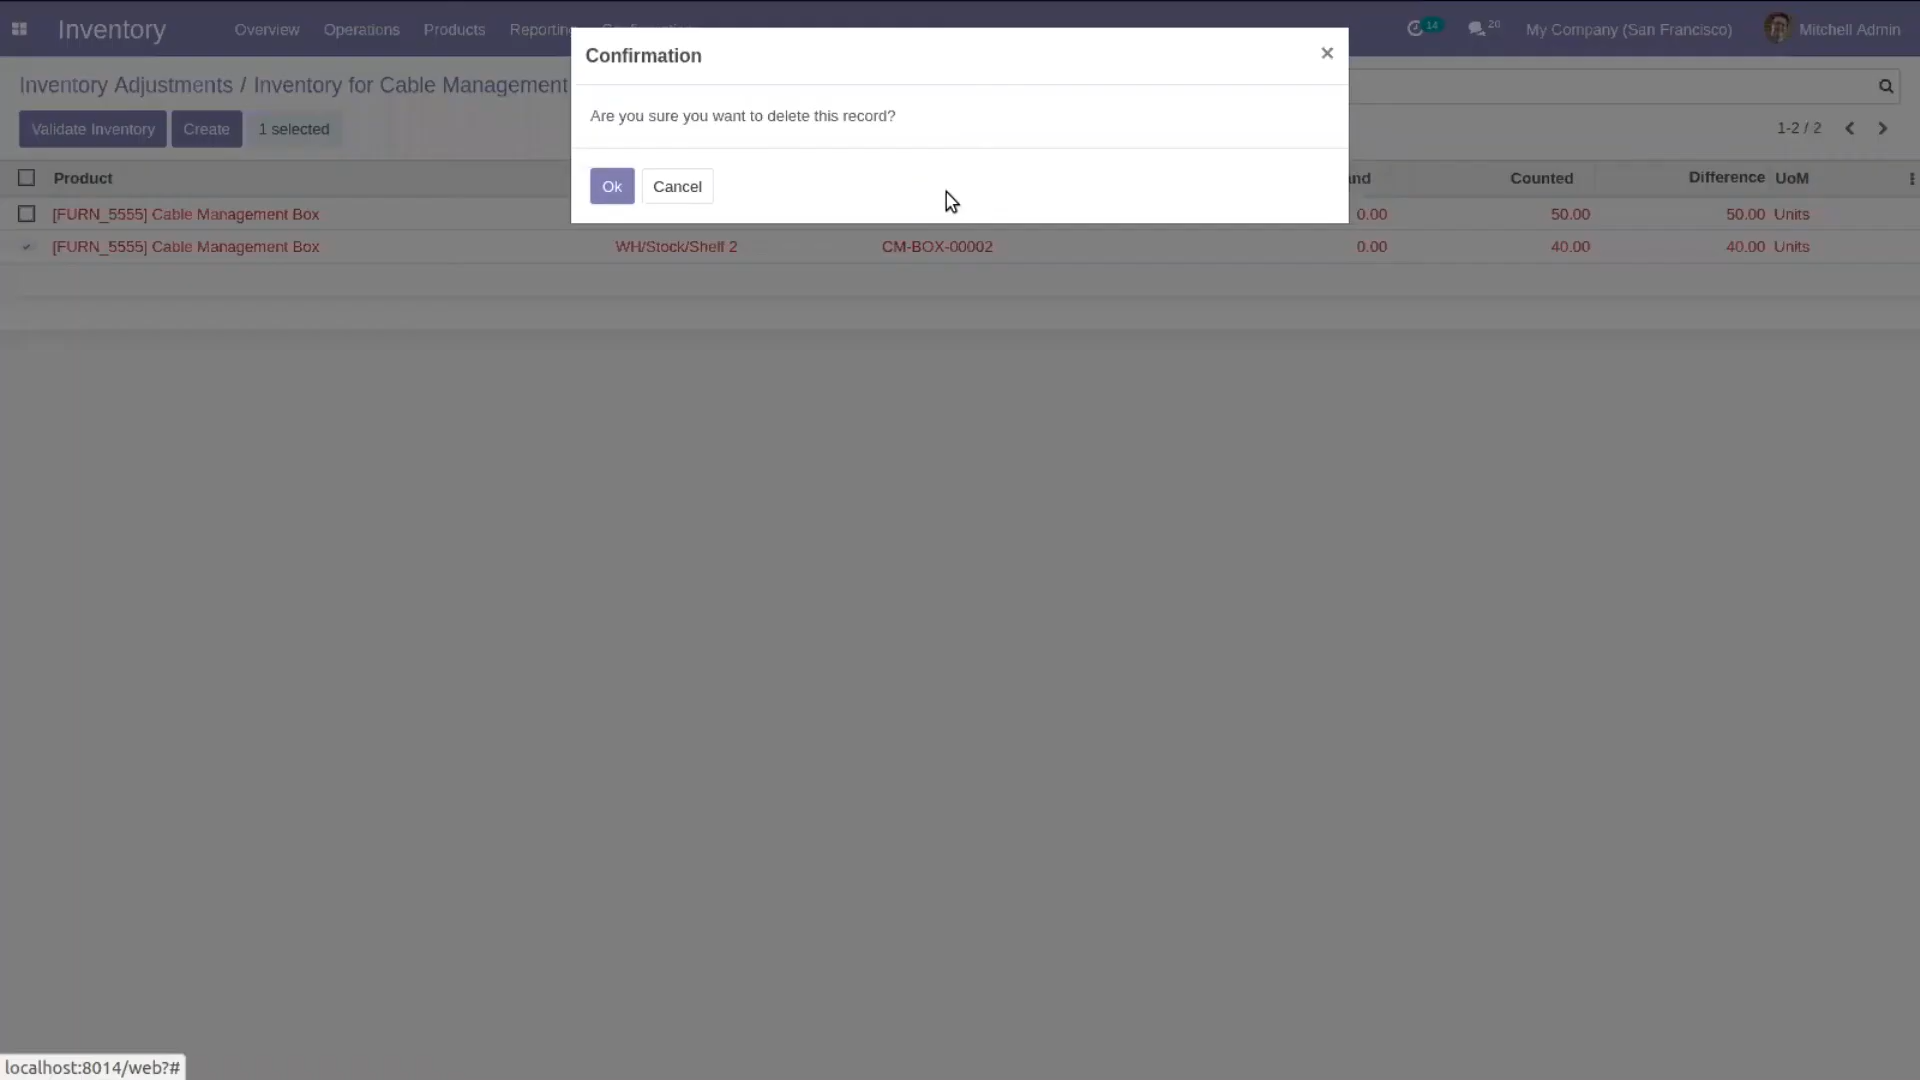 Inventory Overview Operations Products Reporting 14 20 My Company (San Francisco) Mitchell Admin
Confirmation ×
Inventory Adjustments / Inventory for Cable Management
Are you sure you want to delete this record?
Validate Inventory Create 1 selected 1-2 / 2
Ok Cancel
Product Counted Difference UoM
[FURN_5555] Cable Management Box 0.00 50.00 50.00 Units
[FURN_5555] Cable Management Box WH/Stock/Shelf 2 CM-BOX-00002 0.00 40.00 40.00 Units
localhost:8014/web?#